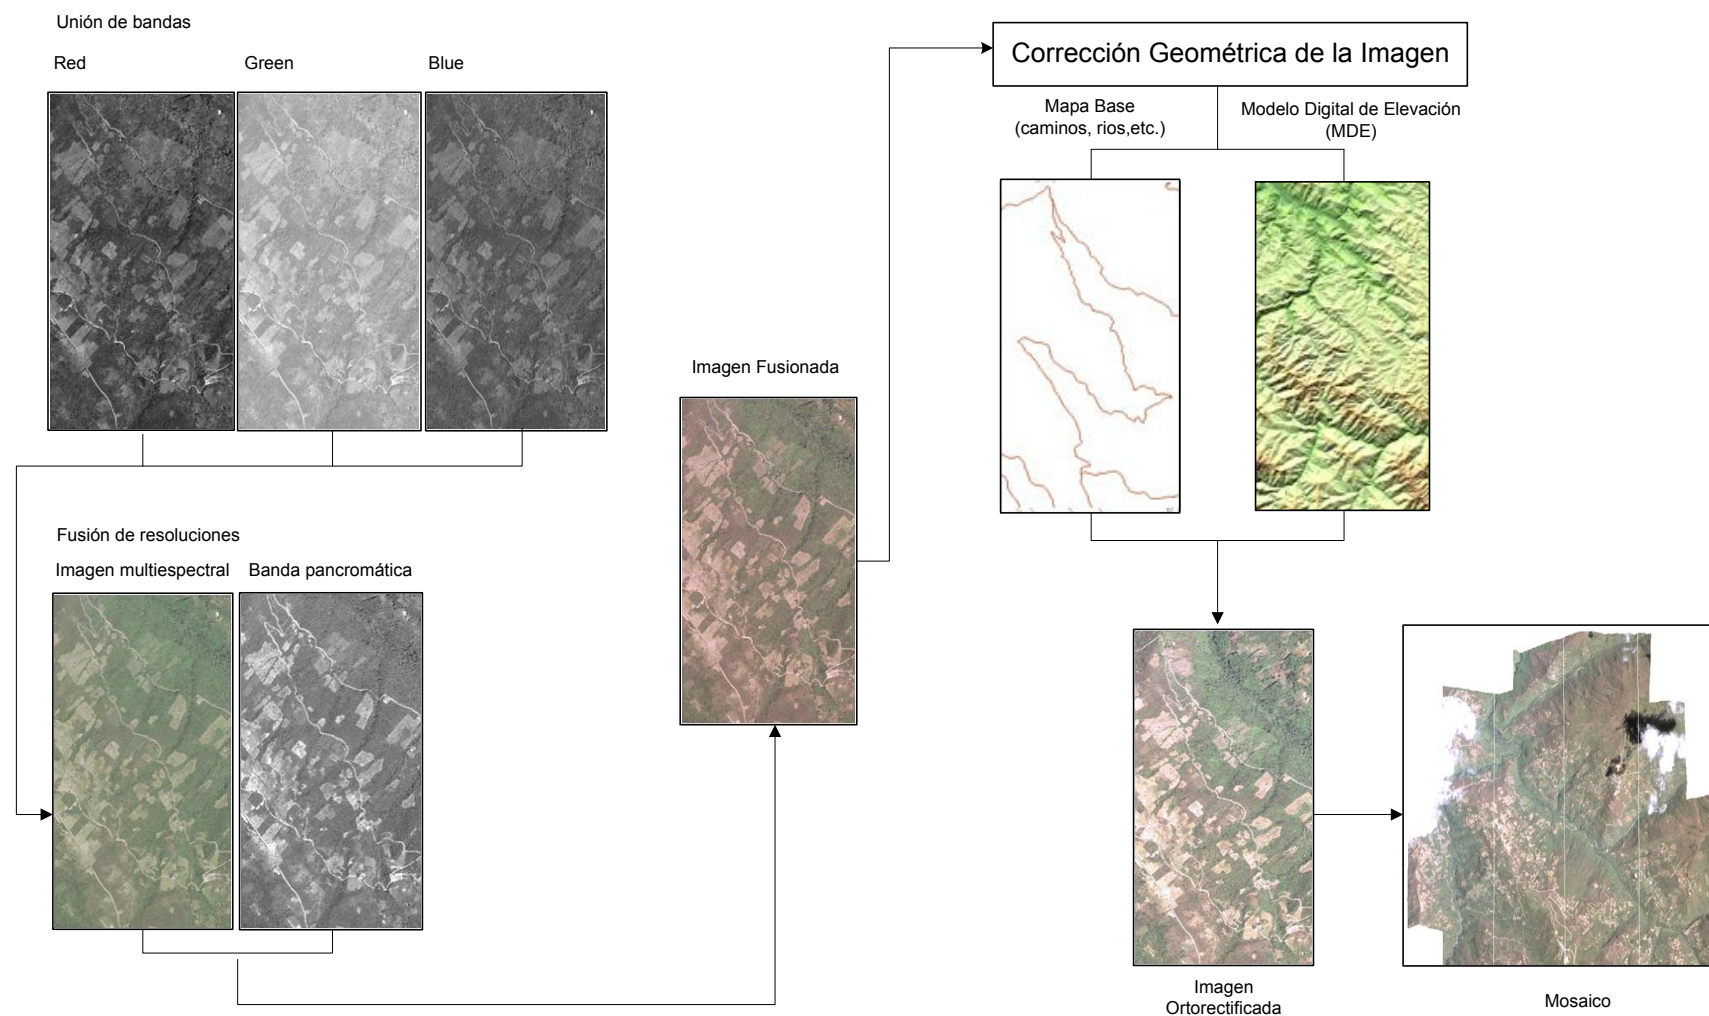 Unión de bandas
Red
Green
Blue
Fusión de resoluciones
Imagen multiespectral
Banda pancromática
Imagen Fusionada
Corrección Geométrica de la Imagen
Mapa Base
(caminos, rios,etc.)
Modelo Digital de Elevación
(MDE)
Imagen
Ortorectificada
Mosaico